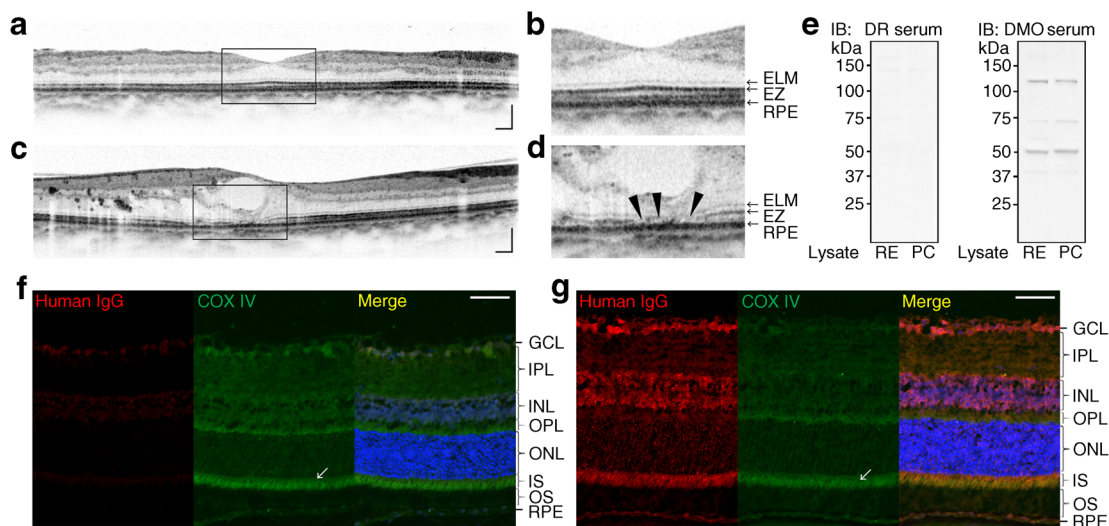 a
b
ELM
EZ
RPE
c
d
ELM
EZ
RPE
e
IB: DR serum
kDa
150
100
75
50
37
25
Lysate RE PC
IB: DMO serum
kDa
150
100
75
50
37
25
Lysate RE PC
f
Human IgG COX IV Merge
GCL
IPL
INL
OPL
ONL
IS
OS
RPE
g
Human IgG COX IV Merge
GCL
IPL
INL
OPL
ONL
IS
OS
RPE